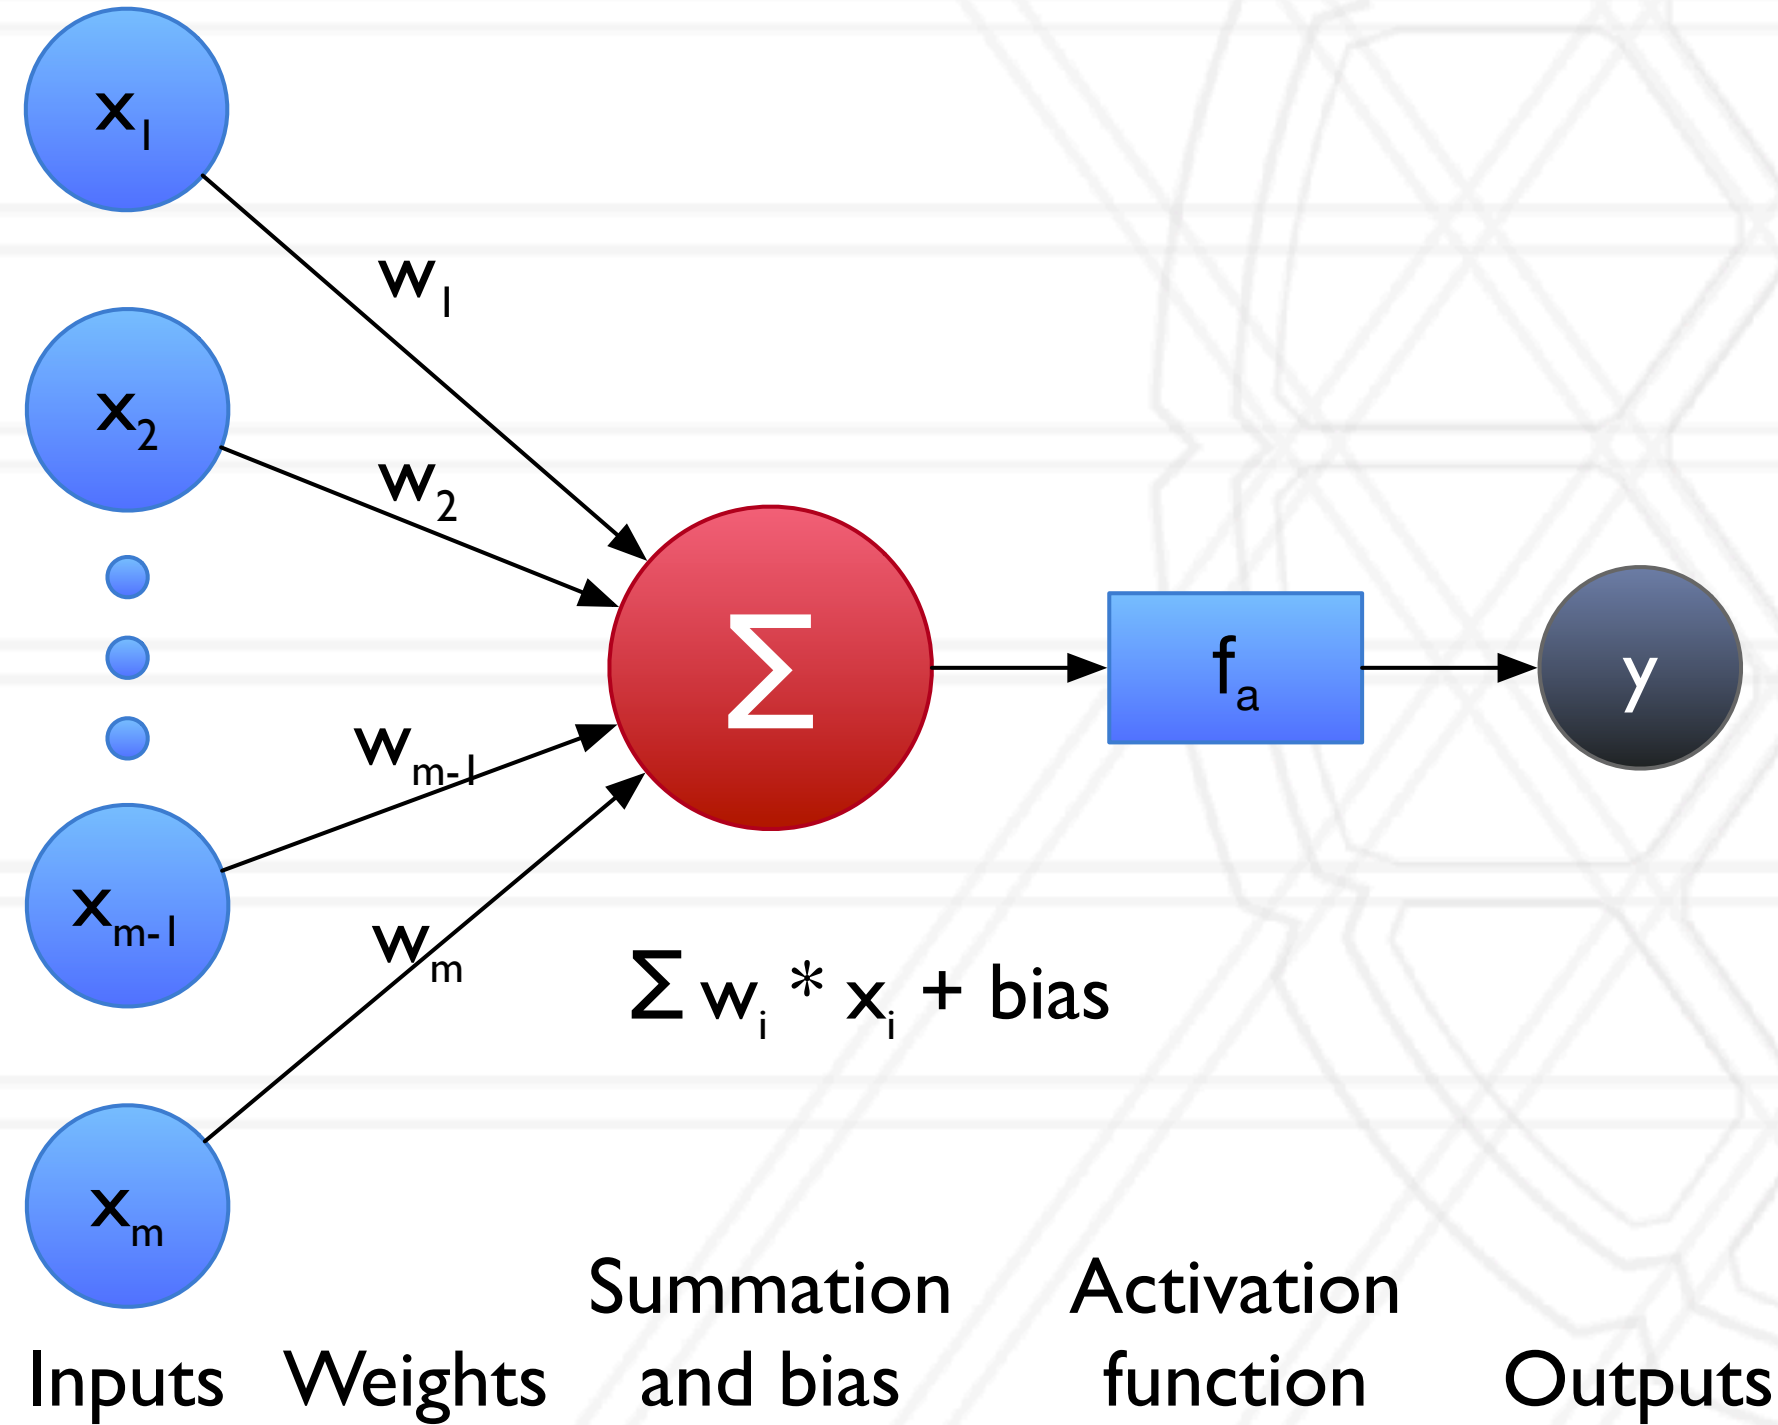 x₁
w₁
x₂
w₂
Σ
fₐ
y
wₘ₋₁
xₘ₋₁
wₘ
Σ wᵢ * xᵢ + bias
xₘ
Inputs
Weights
Summation
and bias
Activation
function
Outputs